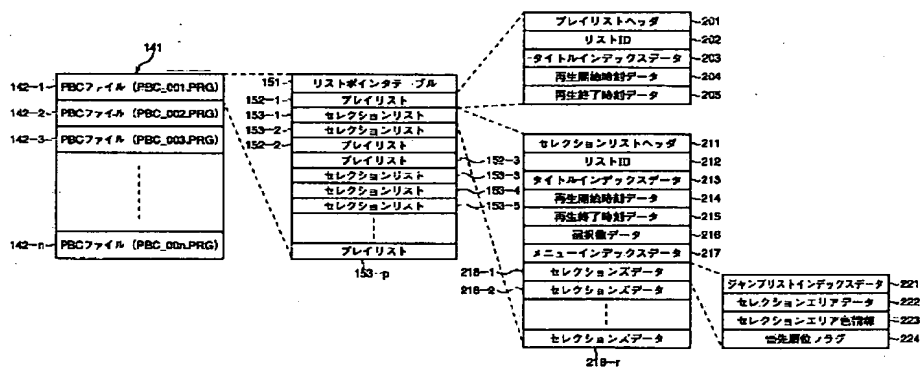 141
142-1 PBCファイル (PBC_001.PRG)
142-2 PBCファイル (PBC_002.PRG)
142-3 PBCファイル (PBC_003.PRG)
142-n PBCファイル (PBC_00n.PRG)
151 リストポインタテーブル
152-1 プレイリスト
153-1 セレクションリスト
153-2 セレクションリスト
152-2 プレイリスト
プレイリスト 152-3
セレクションリスト 153-3
セレクションリスト 153-4
セレクションリスト 153-5
プレイリスト
153-p
プレイリストヘッダ 201
リストID 202
タイトルインデックスデータ 203
再生開始時刻データ 204
再生終了時刻データ 205
セレクションリストヘッダ 211
リストID 212
タイトルインデックスデータ 213
再生開始時刻データ 214
再生終了時刻データ 215
選択数データ 216
メニューインデックスデータ 217
218-1 セレクションズデータ
218-2 セレクションズデータ
セレクションズデータ
218-r
ジャンプリストインデックスデータ 221
セレクションエリアデータ 222
セレクションエリア色情報 223
優先順位フラグ 224